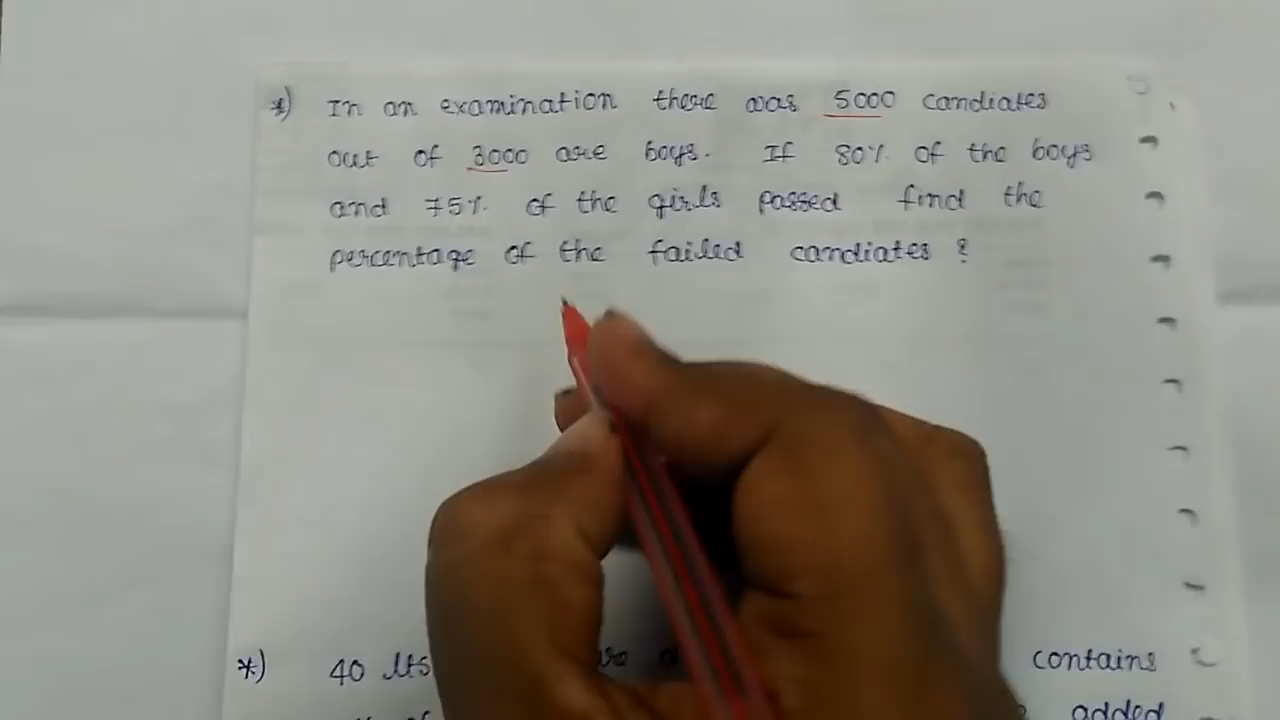 *) In an examination there was 5000 candiates
out of 3000 are boys. If 80% of the boys
and 75% of the girls passed find the
percentage of the failed candiates ?
*) 40 lts contains
added